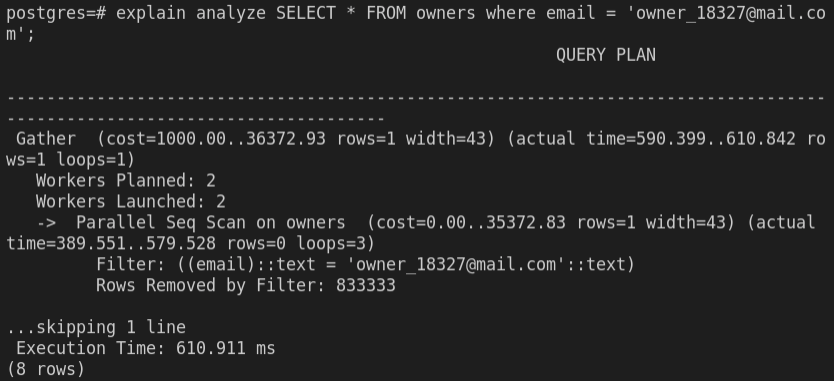 postgres=# explain analyze SELECT * FROM owners where email = 'owner_18327@mail.co
m';
QUERY PLAN
----------------------------------------------------------------------------------
--------------------------------------
Gather  (cost=1000.00..36372.93 rows=1 width=43) (actual time=590.399..610.842 ro
ws=1 loops=1)
Workers Planned: 2
Workers Launched: 2
->  Parallel Seq Scan on owners  (cost=0.00..35372.83 rows=1 width=43) (actual
time=389.551..579.528 rows=0 loops=3)
Filter: ((email)::text = 'owner_18327@mail.com'::text)
Rows Removed by Filter: 833333
...skipping 1 line
Execution Time: 610.911 ms
(8 rows)